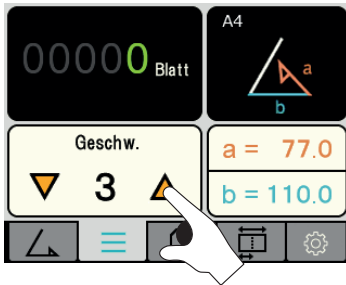 00000 Blatt
A4
a
b
Geschw.
3
a = 77.0
b = 110.0